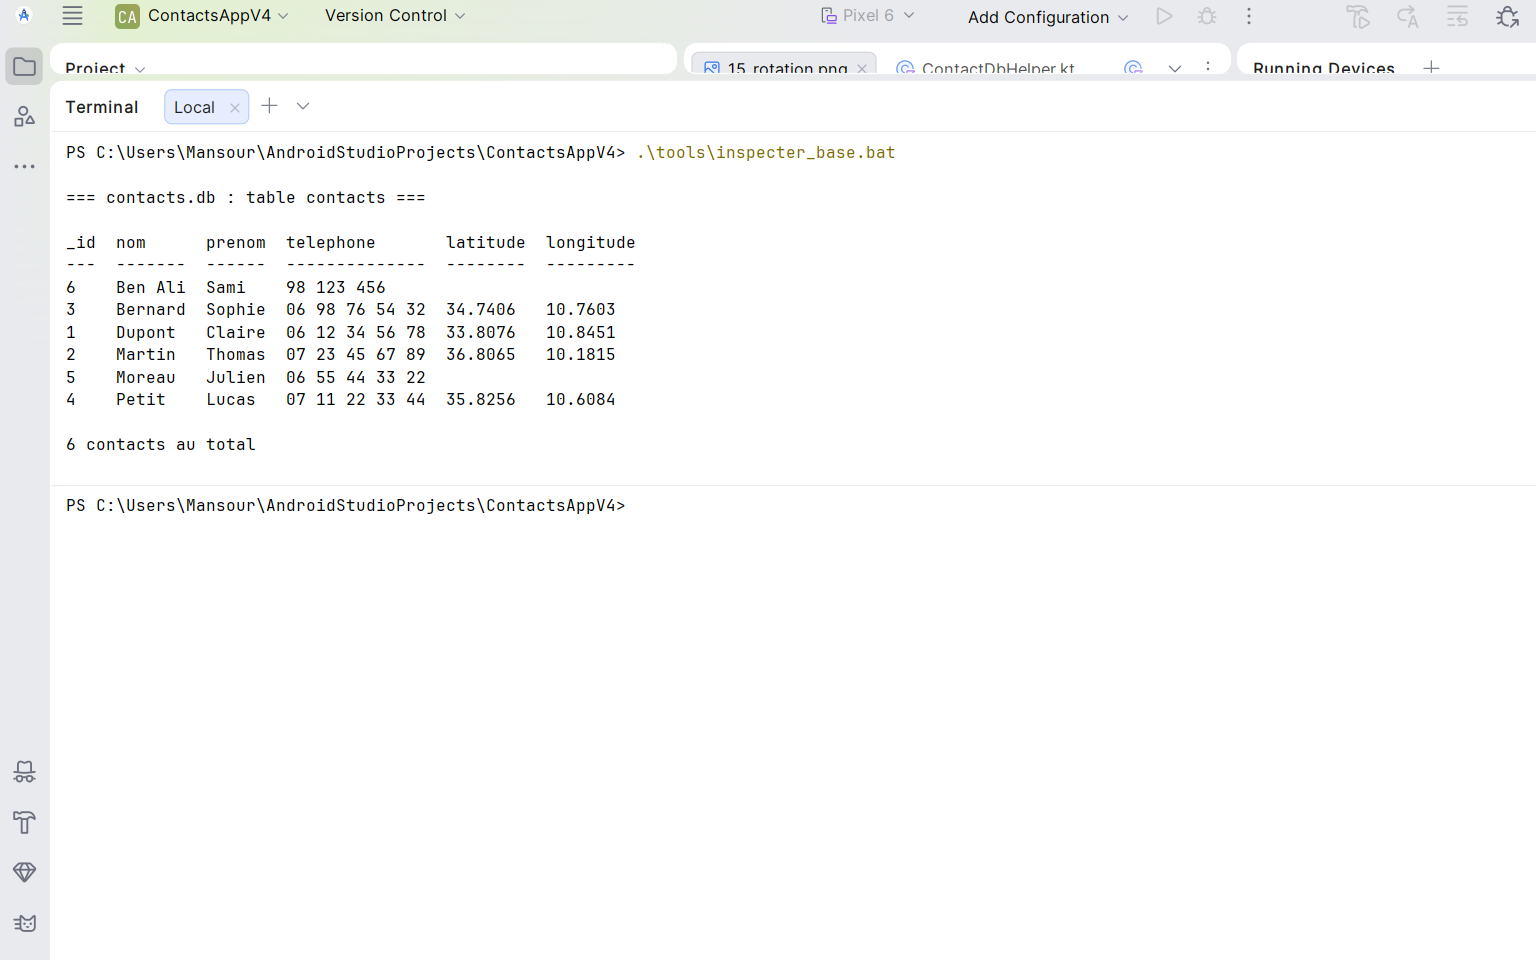 CA ContactsAppV4 Version Control Pixel 6 Add Configuration
Project 15_rotation.png ContactDbHelper.kt Running Devices
Terminal Local
PS C:\Users\Mansour\AndroidStudioProjects\ContactsAppV4> .\tools\inspecter_base.bat
=== contacts.db : table contacts ===
_id nom prenom telephone latitude longitude
--- ------- ------ -------------- -------- ---------
6 Ben Ali Sami 98 123 456
3 Bernard Sophie 06 98 76 54 32 34.7406 10.7603
1 Dupont Claire 06 12 34 56 78 33.8076 10.8451
2 Martin Thomas 07 23 45 67 89 36.8065 10.1815
5 Moreau Julien 06 55 44 33 22
4 Petit Lucas 07 11 22 33 44 35.8256 10.6084
6 contacts au total
PS C:\Users\Mansour\AndroidStudioProjects\ContactsAppV4>